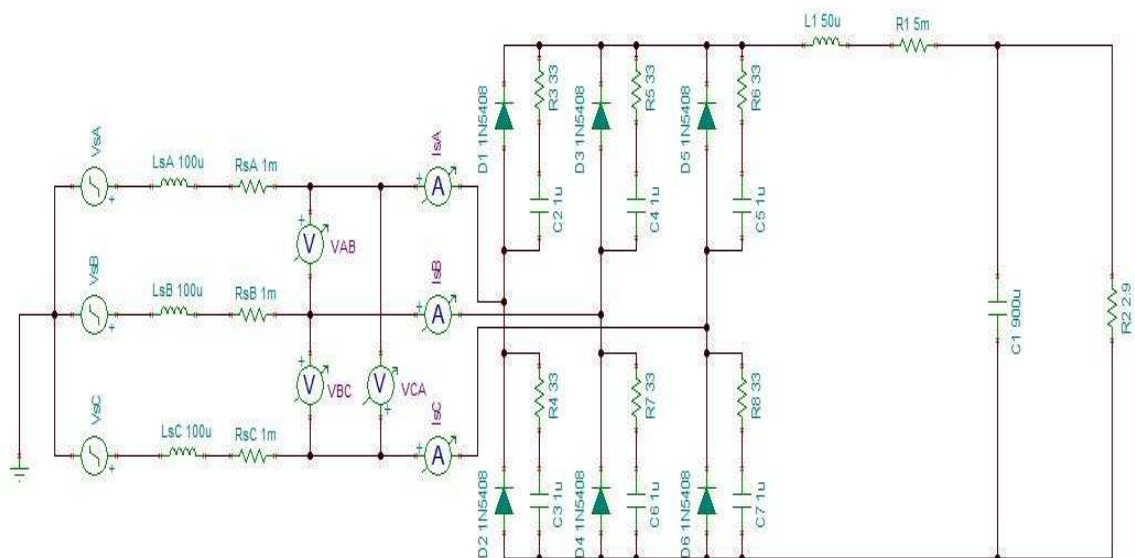 L1 50u
R1 5m
D1 1N5408
R3 33
C2 1u
D3 1N5408
R5 33
C4 1u
D5 1N5408
R6 33
C5 1u
VsA
LsA 100u
RsA 1m
IsA
A
+
V
VAB
VsB
LsB 100u
RsB 1m
IsB
A
+
V
VBC
V
VCA
VsC
LsC 100u
RsC 1m
IsC
A
+
D2 1N5408
R4 33
C3 1u
D4 1N5408
R7 33
C6 1u
D6 1N5408
R8 33
C7 1u
C1 900u
R2 2.9